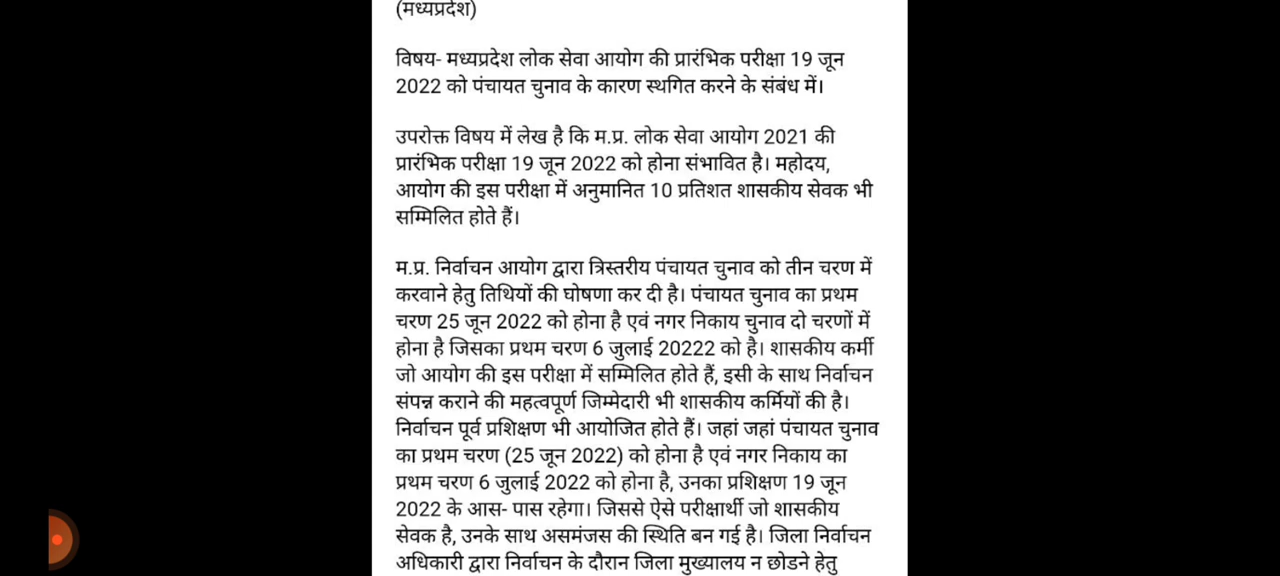 (मध्यप्रदेश)
विषय- मध्यप्रदेश लोक सेवा आयोग की प्रारंभिक परीक्षा 19 जून
2022 को पंचायत चुनाव के कारण स्थगित करने के संबंध में।
उपरोक्त विषय में लेख है कि म.प्र. लोक सेवा आयोग 2021 की
प्रारंभिक परीक्षा 19 जून 2022 को होना संभावित है। महोदय,
आयोग की इस परीक्षा में अनुमानित 10 प्रतिशत शासकीय सेवक भी
सम्मिलित होते हैं।
म.प्र. निर्वाचन आयोग द्वारा त्रिस्तरीय पंचायत चुनाव को तीन चरण में
करवाने हेतु तिथियों की घोषणा कर दी है। पंचायत चुनाव का प्रथम
चरण 25 जून 2022 को होना है एवं नगर निकाय चुनाव दो चरणों में
होना है जिसका प्रथम चरण 6 जुलाई 20222 को है। शासकीय कर्मी
जो आयोग की इस परीक्षा में सम्मिलित होते हैं, इसी के साथ निर्वाचन
संपन्न कराने की महत्वपूर्ण जिम्मेदारी भी शासकीय कर्मियों की है।
निर्वाचन पूर्व प्रशिक्षण भी आयोजित होते हैं। जहां जहां पंचायत चुनाव
का प्रथम चरण (25 जून 2022) को होना है एवं नगर निकाय का
प्रथम चरण 6 जुलाई 2022 को होना है, उनका प्रशिक्षण 19 जून
2022 के आस- पास रहेगा। जिससे ऐसे परीक्षार्थी जो शासकीय
सेवक है, उनके साथ असमंजस की स्थिति बन गई है। जिला निर्वाचन
अधिकारी द्वारा निर्वाचन के दौरान जिला मुख्यालय न छोडने हेतु